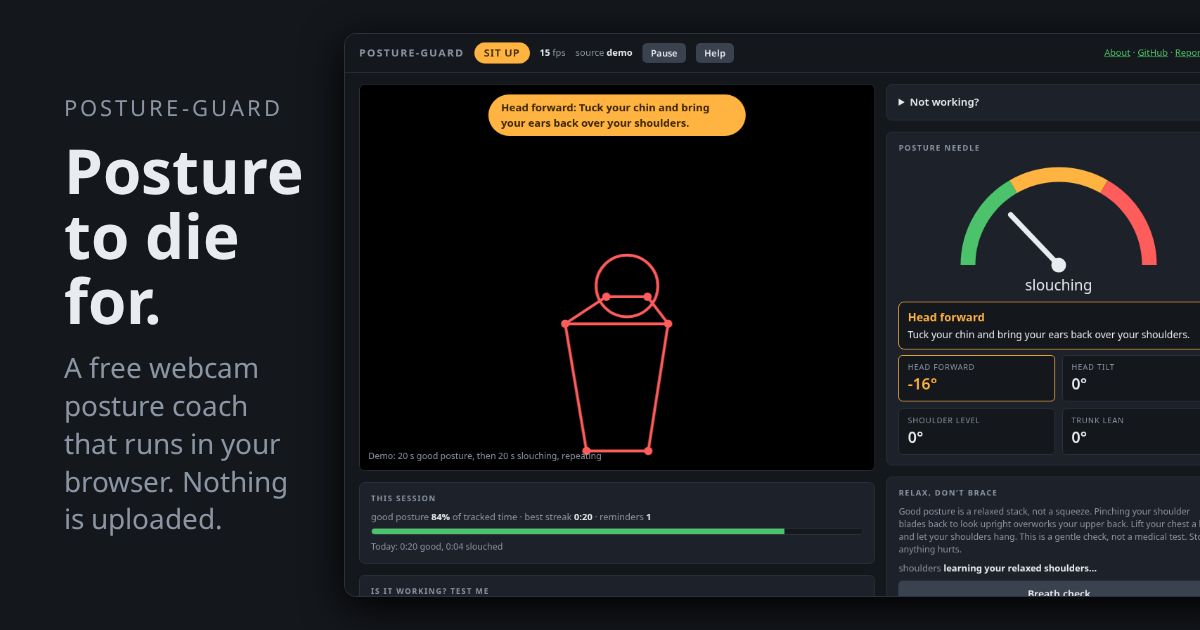 POSTURE-GUARD
Posture
to die
for.
A free webcam
posture coach
that runs in your
browser. Nothing
is uploaded.
POSTURE-GUARD SIT UP 15 fps source demo Pause Help
About · GitHub ·
Head forward: Tuck your chin and bring
your ears back over your shoulders.
Demo: 20 s good posture, then 20 s slouching, repeating
THIS SESSION
good posture 84% of tracked time · best streak 0:20 · reminders 1
Today: 0:20 good, 0:04 slouched
IS IT WORKING? TEST ME
▶ Not working?
POSTURE NEEDLE
slouching
Head forward
Tuck your chin and bring your ears back over your shoulders.
HEAD FORWARD
-16°
HEAD TILT
0°
SHOULDER LEVEL
0°
TRUNK LEAN
0°
RELAX, DON'T BRACE
Good posture is a relaxed stack, not a squeeze. Pinching your shoulder
blades back to look upright overworks your upper back. Lift your chest a
and let your shoulders hang. This is a gentle check, not a medical test.
anything hurts.
shoulders learning your relaxed shoulders...
Breath check